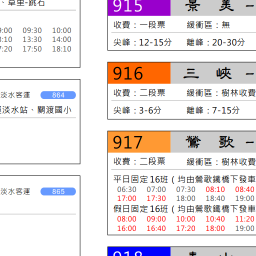 、草里-跳石
9:00 09:30 10:00
3:10 13:30 14:00
7:20 17:50 18:10
淡水客運 864
淡水站、關渡國小
淡水客運 865
915 景 美 -
收費：一段票 緩衝區：無
尖峰：12-15分 離峰：20-30分
916 三 峽 -
收費：二段票 緩衝區：樹林收費
尖峰：3-6分 離峰：7-15分
917 鶯 歌 -
收費：二段票 緩衝區：樹林收費
平日固定16班 ( 均由鶯歌鐵橋下發車
06:30 07:00 07:30 08:10 08:40
17:00 17:30 18:00 18:40 19:00
假日固定16班 ( 均由鶯歌鐵橋下發車
08:00 09:00 10:00 10:40 11:20
16:00 16:40 17:20 18:00 19:00
918